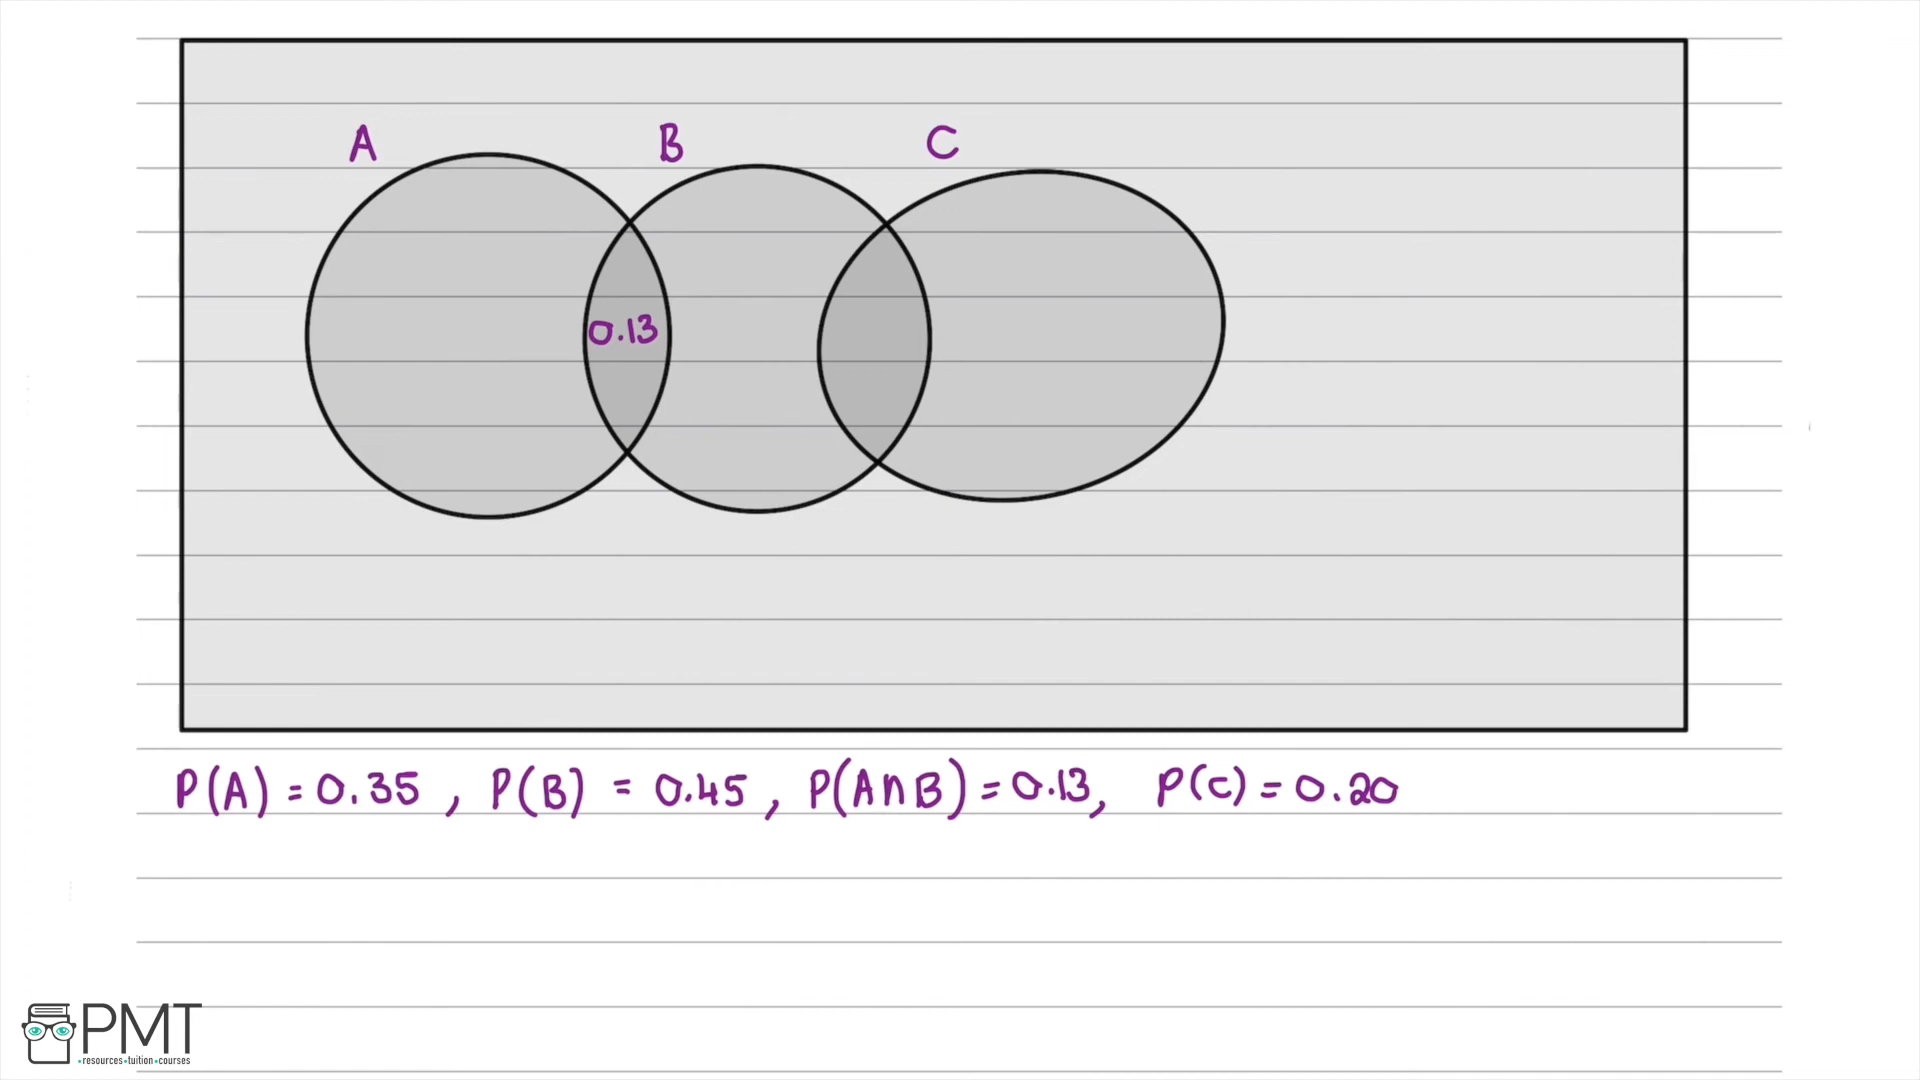 A B C
0.13
P(A) = 0.35 , P(B) = 0.45 , P(A∩B) = 0.13, P(C) = 0.20
PMT
•resources•tuition•courses